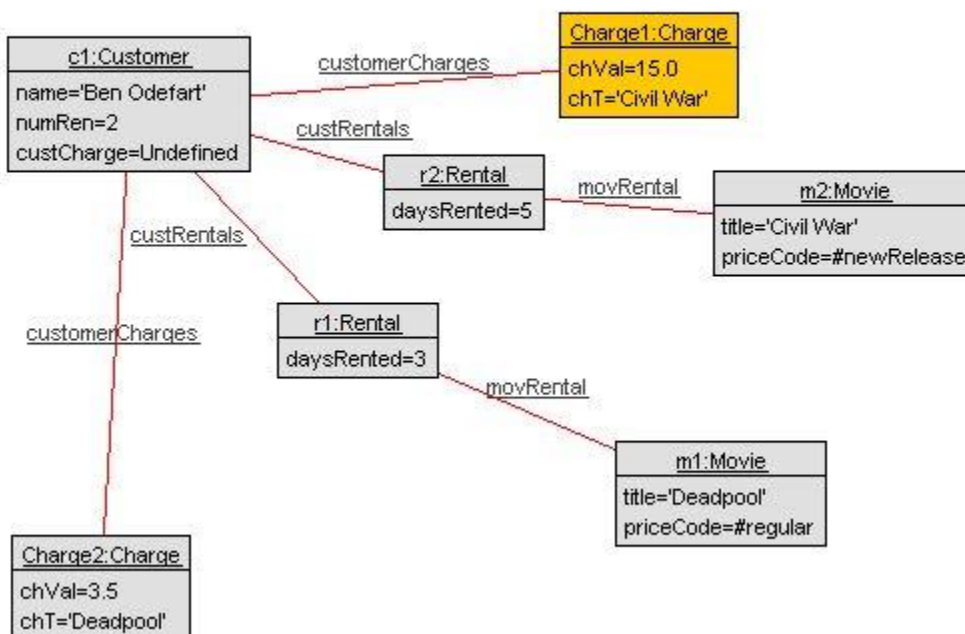 Charge1:Charge
chVal=15.0
chT='Civil War'
c1:Customer
name='Ben Odefart'
numRen=2
custCharge=Undefined
customerCharges
custRentals
r2:Rental
daysRented=5
movRental
m2:Movie
title='Civil War'
priceCode=#newRelease
custRentals
r1:Rental
daysRented=3
customerCharges
movRental
m1:Movie
title='Deadpool'
priceCode=#regular
Charge2:Charge
chVal=3.5
chT='Deadpool'